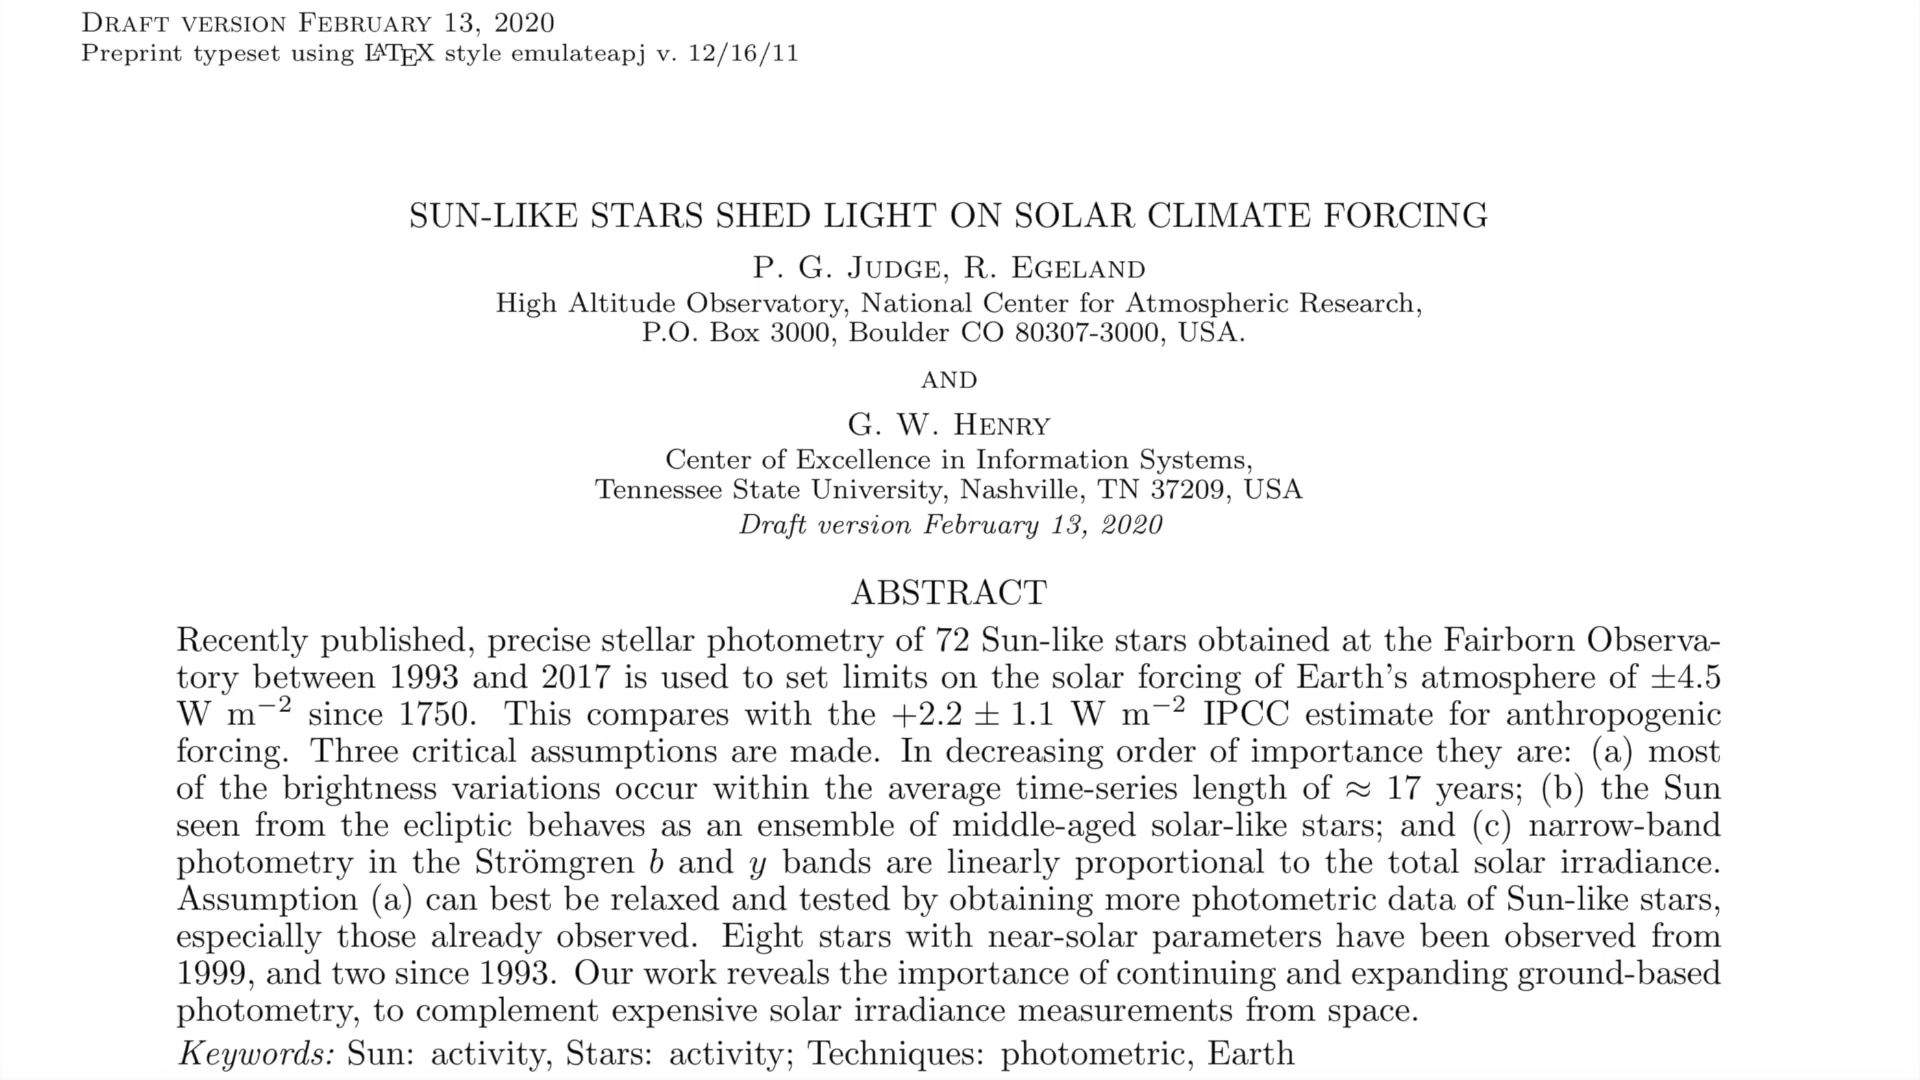 DRAFT VERSION FEBRUARY 13, 2020
Preprint typeset using LATEX style emulateapj v. 12/16/11
SUN-LIKE STARS SHED LIGHT ON SOLAR CLIMATE FORCING
P. G. JUDGE, R. EGELAND
High Altitude Observatory, National Center for Atmospheric Research,
P.O. Box 3000, Boulder CO 80307-3000, USA.
AND
G. W. HENRY
Center of Excellence in Information Systems,
Tennessee State University, Nashville, TN 37209, USA
Draft version February 13, 2020
ABSTRACT
Recently published, precise stellar photometry of 72 Sun-like stars obtained at the Fairborn Observa-
tory between 1993 and 2017 is used to set limits on the solar forcing of Earth's atmosphere of ±4.5
W m⁻² since 1750. This compares with the +2.2 ± 1.1 W m⁻² IPCC estimate for anthropogenic
forcing. Three critical assumptions are made. In decreasing order of importance they are: (a) most
of the brightness variations occur within the average time-series length of ≈ 17 years; (b) the Sun
seen from the ecliptic behaves as an ensemble of middle-aged solar-like stars; and (c) narrow-band
photometry in the Strömgren b and y bands are linearly proportional to the total solar irradiance.
Assumption (a) can best be relaxed and tested by obtaining more photometric data of Sun-like stars,
especially those already observed. Eight stars with near-solar parameters have been observed from
1999, and two since 1993. Our work reveals the importance of continuing and expanding ground-based
photometry, to complement expensive solar irradiance measurements from space.
Keywords: Sun: activity, Stars: activity; Techniques: photometric, Earth